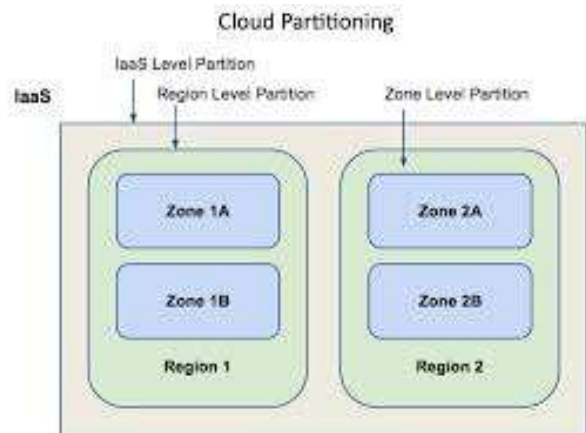 Cloud Partitioning
IaaS Level Partition
IaaS
Region Level Partition
Zone Level Partition
Zone 1A
Zone 2A
Zone 1B
Zone 2B
Region 1
Region 2